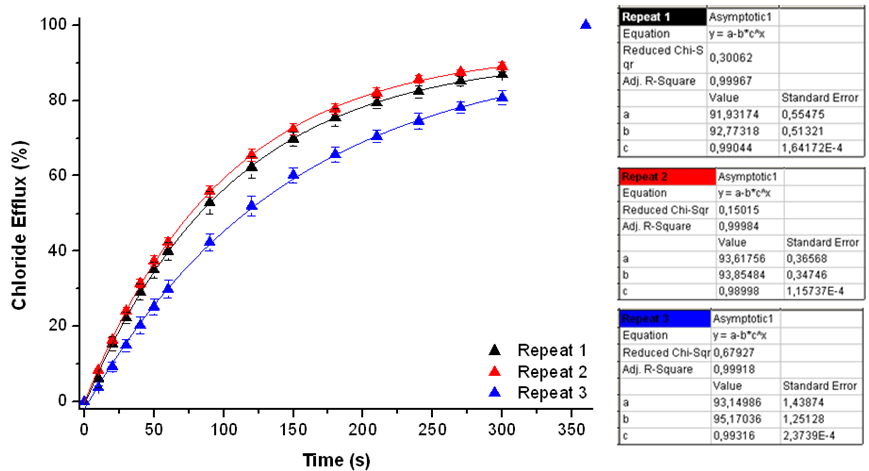 Chloride Efflux (%)
100
80
60
40
20
0
0 50 100 150 200 250 300 350
Time (s)
Repeat 1
Repeat 2
Repeat 3
Repeat 1 Asymptotic1
Equation y = a-b*c^x
Reduced Chi-S
qr 0,30062
Adj. R-Square 0,99967
Value Standard Error
a 91,93174 0,55475
b 92,77318 0,51321
c 0,99044 1,64172E-4
Repeat 2 Asymptotic1
Equation y = a-b*c^x
Reduced Chi-Sqr 0,15015
Adj. R-Square 0,99984
Value Standard Error
a 93,61756 0,36568
b 93,85484 0,34746
c 0,98998 1,15737E-4
Repeat 3 Asymptotic1
Equation y = a-b*c^x
Reduced Chi-Sqr 0,67927
Adj. R-Square 0,99918
Value Standard Error
a 93,14986 1,43874
b 95,17036 1,25128
c 0,99316 2,3739E-4